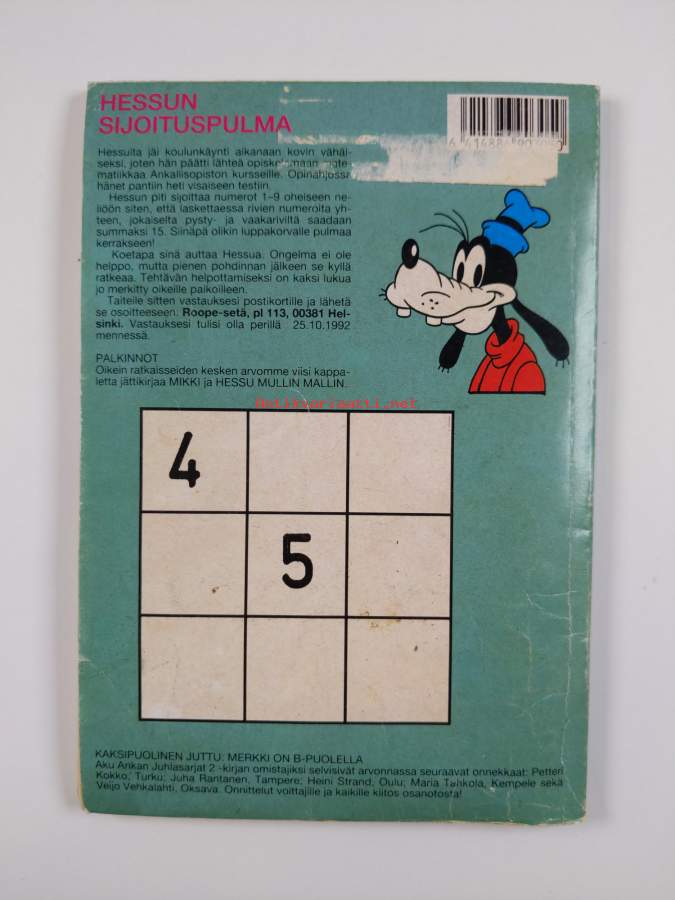 HESSUN
SIJOITUSPULMA
Hessulta jäi koulunkäynti aikanaan kovin vähäi-
seksi, joten hän päätti lähteä
matiikkaa Ankallisopiston kursseille. Opinahjossa
hänet pantiin heti visaiseen testiin.
Hessun piti sijoittaa numerot 1–9 oheiseen ne-
liöön siten, että laskettaessa rivien numeroita yh-
teen, jokaiselta pysty- ja vaakariviltä saadaan
summaksi 15. Siinäpä olikin luppakorvalle pulmaa
kerrakseen!
Koetapa sinä auttaa Hessua. Ongelma ei ole
helppo, mutta pienen pohdinnan jälkeen se kyllä
ratkeaa. Tehtävän helpottamiseksi on kaksi lukua
jo merkitty oikeille paikoilleen.
Taiteile sitten vastauksesi postikortille ja lähetä
se osoitteeseen: Roope-setä, pl 113, 00381 Hel-
sinki. Vastauksesi tulisi olla perillä 25.10.1992
mennessä.
PALKINNOT
Oikein ratkaisseiden kesken arvomme viisi kappa-
letta jättikirjaa MIKKI ja HESSU MULLIN MALLIN.
antikvariaatti.net
4
5
KAKSIPUOLINEN JUTTU: MERKKI ON B-PUOLELLA
Aku Ankan Juhlasarjat 2 -kirjan omistajiksi selvisivät arvonnassa seuraavat onnekkaat: Petteri
Kokko, Turku; Juha Rantanen, Tampere; Heini Strand, Oulu; Maria Tahkola, Kempele sekä
Veijo Vehkalahti, Oksava. Onnittelut voittajille ja kaikille kiitos osanotosta!